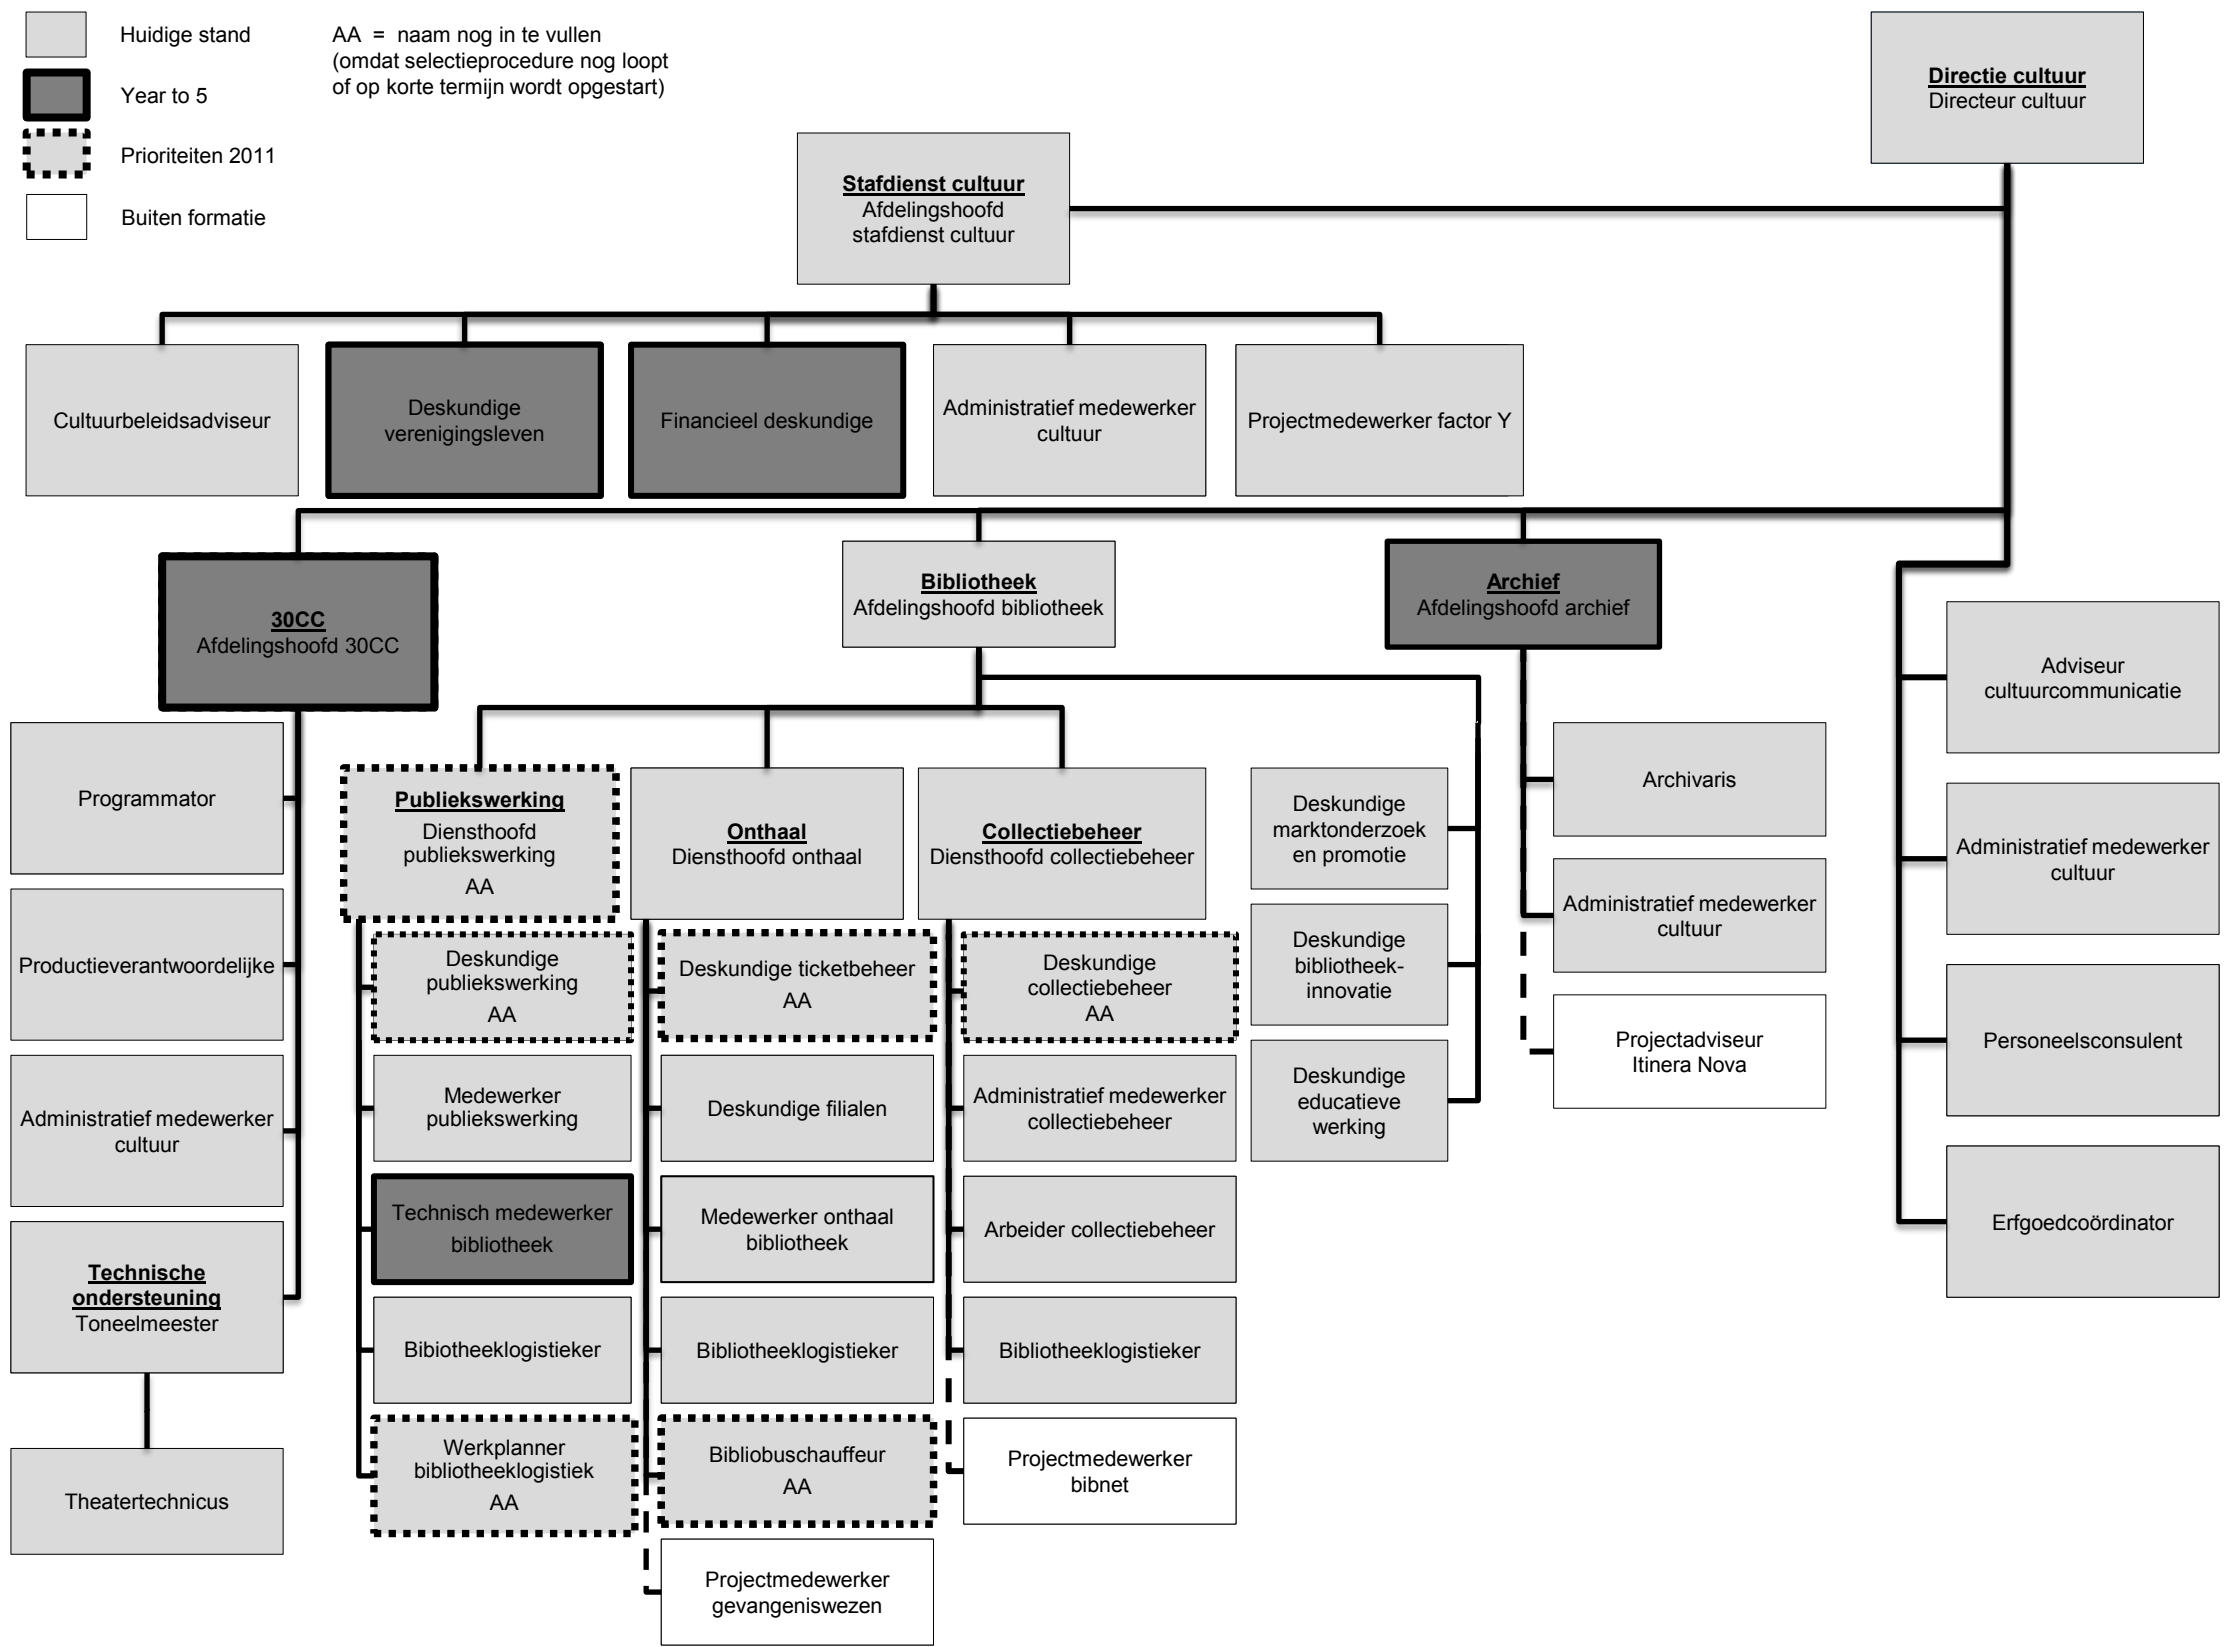 Huidige stand
Year to 5
Prioriteiten 2011
Buiten formatie
AA = naam nog in te vullen
(omdat selectieprocedure nog loopt
of op korte termijn wordt opgestart)
Directie cultuur
Directeur cultuur
Stafdienst cultuur
Afdelingshoofd
stafdienst cultuur
Cultuurbeleidsadviseur
Deskundige
verenigingsleven
Financieel deskundige
Administratief medewerker
cultuur
Projectmedewerker factor Y
30CC
Afdelingshoofd 30CC
Bibliotheek
Afdelingshoofd bibliotheek
Archief
Afdelingshoofd archief
Programmator
Productieverantwoordelijke
Administratief medewerker
cultuur
Technische
ondersteuning
Toneelmeester
Theatertechnicus
Publiekswerking
Diensthoofd
publiekswerking
AA
Deskundige
publiekswerking
AA
Medewerker
publiekswerking
Technisch medewerker
bibliotheek
Bibiotheeklogistieker
Werkplanner
bibliotheeklogistiek
AA
Onthaal
Diensthoofd onthaal
Deskundige ticketbeheer
AA
Deskundige filialen
Medewerker onthaal
bibliotheek
Bibliotheeklogistieker
Bibliobuschauffeur
AA
Projectmedewerker
gevangeniswezen
Collectiebeheer
Diensthoofd collectiebeheer
Deskundige
collectiebeheer
AA
Administratief medewerker
collectiebeheer
Arbeider collectiebeheer
Bibliotheeklogistieker
Projectmedewerker
bibnet
Deskundige
marktonderzoek
en promotie
Deskundige
bibliotheek-
innovatie
Deskundige
educatieve
werking
Archivaris
Administratief medewerker
cultuur
Projectadviseur
Itinera Nova
Adviseur
cultuurcommunicatie
Administratief medewerker
cultuur
Personeelsconsulent
Erfgoedcoördinator